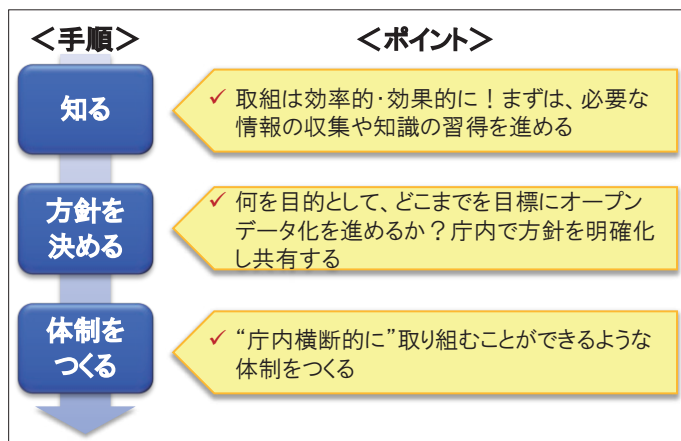 ＜手順＞
＜ポイント＞
知る
✓ 取組は効率的・効果的に！まずは、必要な
情報の収集や知識の習得を進める
方針を
決める
✓ 何を目的として、どこまでを目標にオープン
データ化を進めるか？庁内で方針を明確化
し共有する
体制を
つくる
✓ “庁内横断的に”取り組むことができるような
体制をつくる